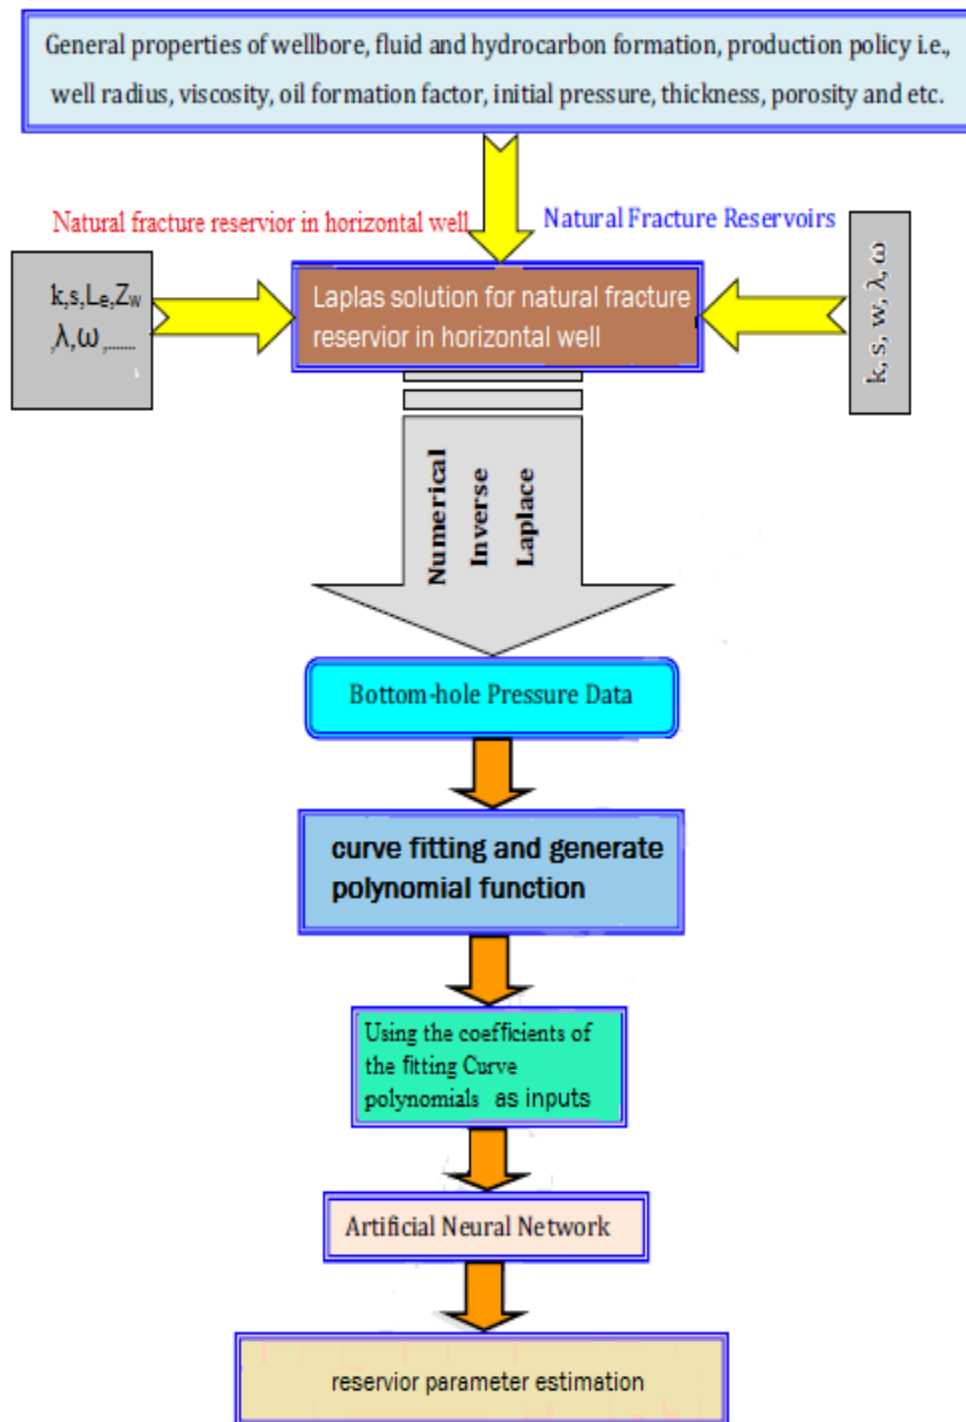 General properties of wellbore, fluid and hydrocarbon formation, production policy i.e.,
well radius, viscosity, oil formation factor, initial pressure, thickness, porosity and etc.
Natural fracture reservior in horizontal well
Natural Fracture Reservoirs
k,s,Le,Zw
,λ,ω,.......
Laplas solution for natural fracture
reservior in horizontal well
k, s, w, λ, ω
Numerical
Inverse
Laplace
Bottom-hole Pressure Data
curve fitting and generate
polynomial function
Using the coefficients of
the fitting Curve
polynomials as inputs
Artificial Neural Network
reservior parameter estimation